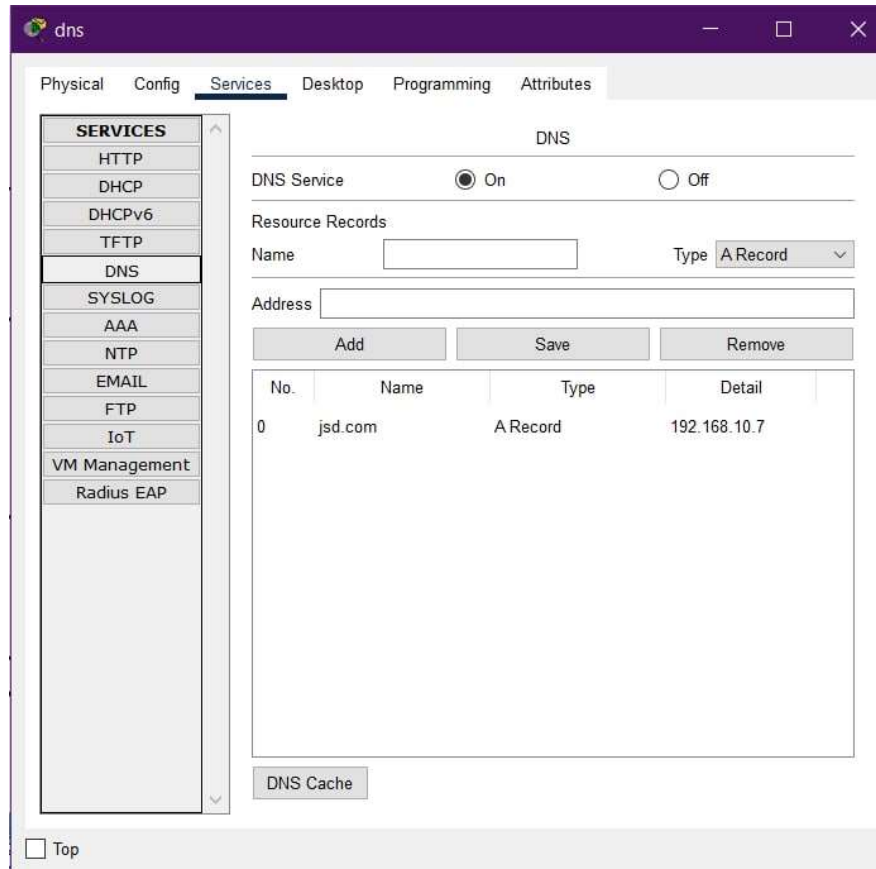 dns
Physical Config Services Desktop Programming Attributes
SERVICES
HTTP
DHCP
DHCPv6
TFTP
DNS
SYSLOG
AAA
NTP
EMAIL
FTP
IoT
VM Management
Radius EAP
DNS
DNS Service On Off
Resource Records
Name Type A Record
Address
Add Save Remove
No. Name Type Detail
0 jsd.com A Record 192.168.10.7
DNS Cache
Top